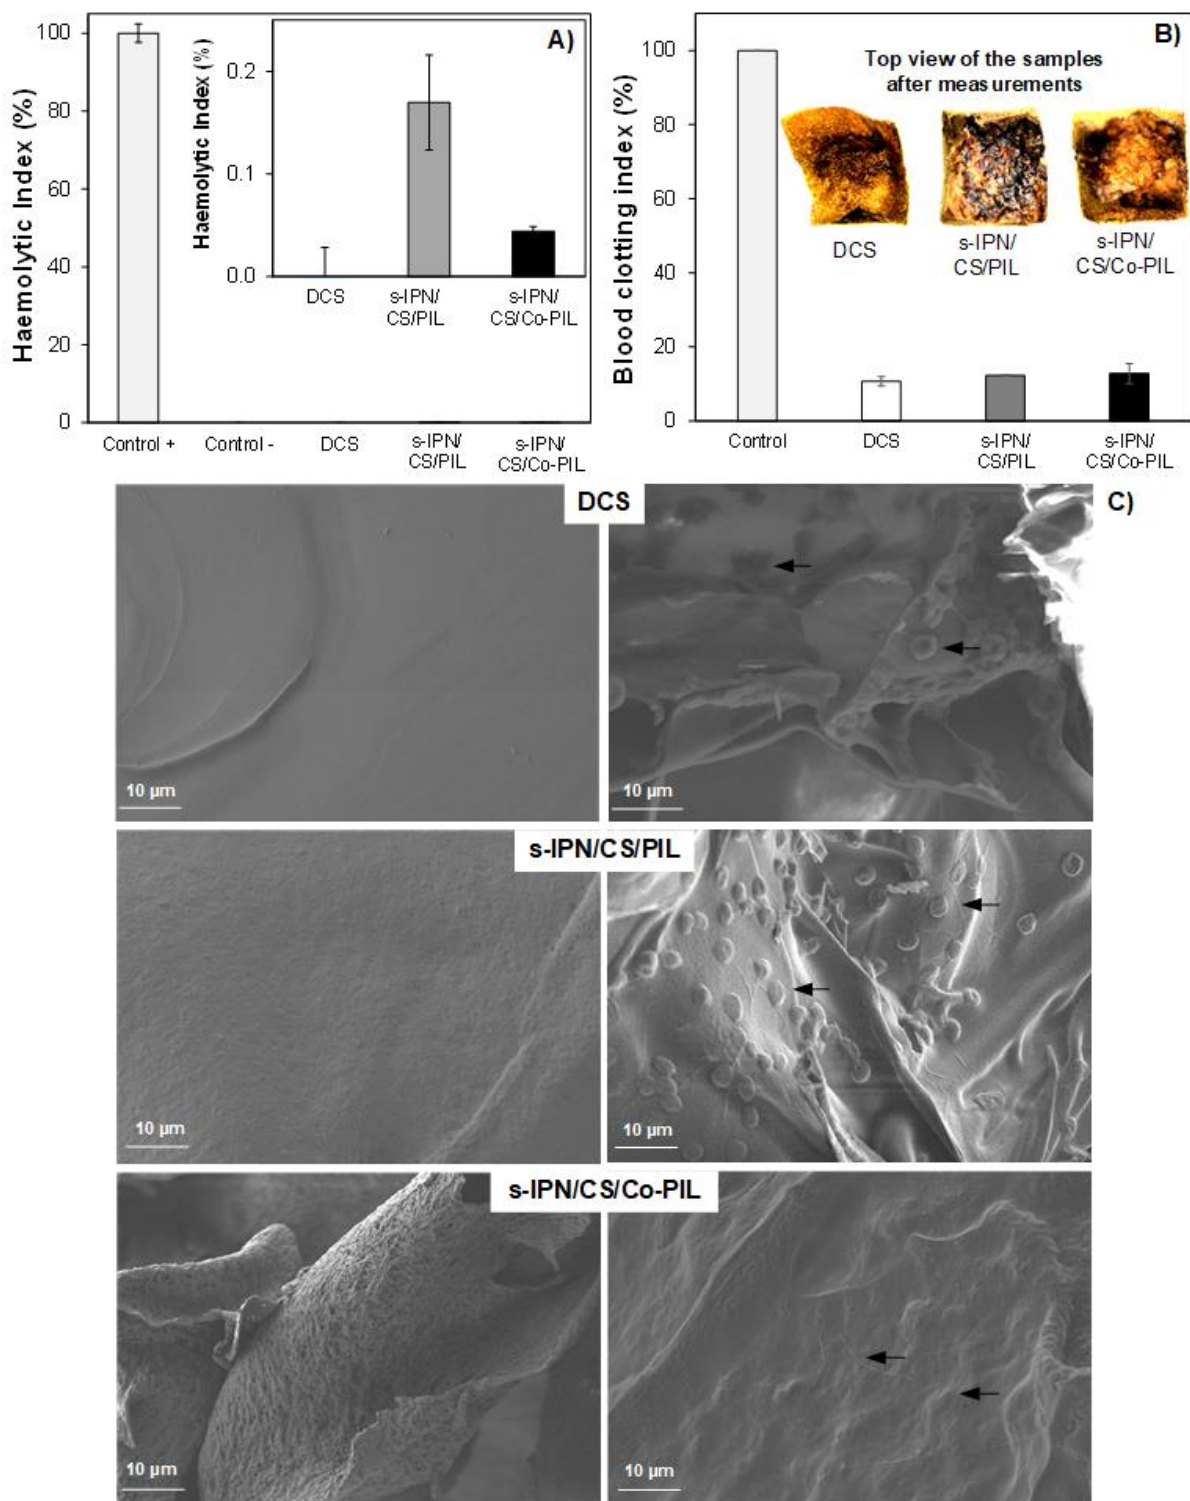 A)
Haemolytic Index (%)
100
80
60
40
20
0
Control +
Control -
DCS
s-IPN/
CS/PIL
s-IPN/
CS/Co-PIL
Haemolytic Index (%)
0.2
0.1
0.0
DCS
s-IPN/
CS/PIL
s-IPN/
CS/Co-PIL
B)
Blood clotting index (%)
100
80
60
40
20
0
Top view of the samples
after measurements
DCS
s-IPN/
CS/PIL
s-IPN/
CS/Co-PIL
Control
DCS
s-IPN/
CS/PIL
s-IPN/
CS/Co-PIL
C)
DCS
10 µm
10 µm
s-IPN/CS/PIL
10 µm
10 µm
s-IPN/CS/Co-PIL
10 µm
10 µm